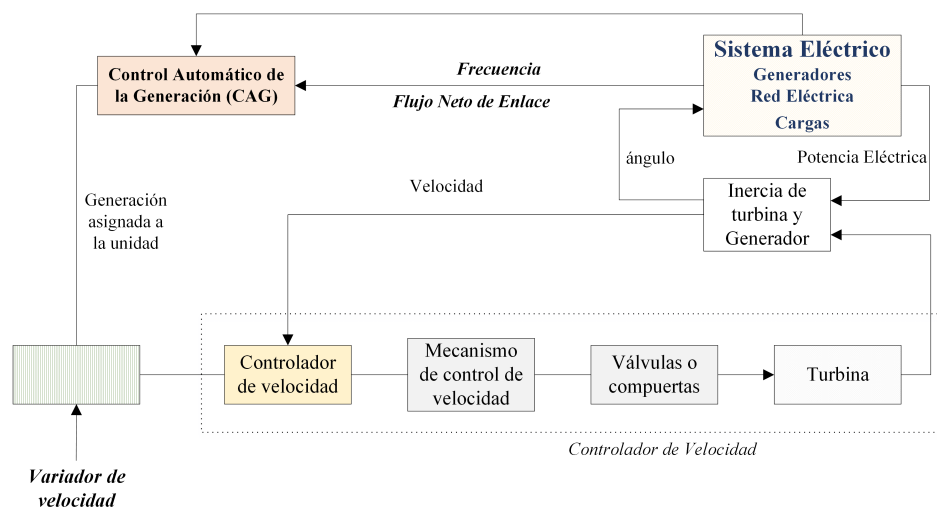 Control Automático de
la Generación (CAG)
Frecuencia
Flujo Neto de Enlace
Sistema Eléctrico
Generadores
Red Eléctrica
Cargas
ángulo
Potencia Eléctrica
Velocidad
Inercia de
turbina y
Generador
Generación
asignada a
la unidad
Controlador
de velocidad
Mecanismo
de control de
velocidad
Válvulas o
compuertas
Turbina
Controlador de Velocidad
Variador de
velocidad